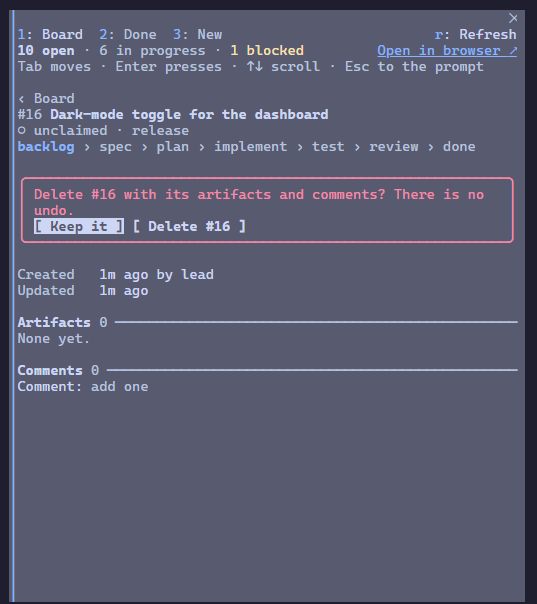 ×
1: Board  2: Done  3: New  r: Refresh
10 open · 6 in progress · 1 blocked  Open in browser ↗
Tab moves · Enter presses · ↑↓ scroll · Esc to the prompt
‹ Board
#16 Dark-mode toggle for the dashboard
○ unclaimed · release
backlog › spec › plan › implement › test › review › done
Delete #16 with its artifacts and comments? There is no
undo.
[ Keep it ] [ Delete #16 ]
Created  1m ago by lead
Updated  1m ago
Artifacts 0
None yet.
Comments 0
Comment: add one